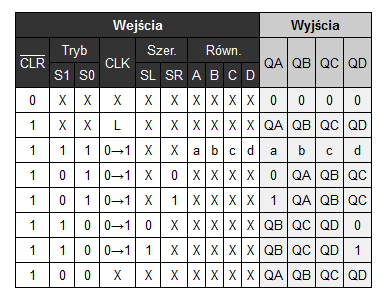 Wejścia Wyjścia
CLR Tryb CLK Szer. Równ. QA QB QC QD
S1 S0 SL SR A B C D
0 X X X X X X X X X 0 0 0 0
1 X X L X X X X X X QA QB QC QD
1 1 1 0→1 X X a b c d a b c d
1 0 1 0→1 X 0 X X X X 0 QA QB QC
1 0 1 0→1 X 1 X X X X 1 QA QB QC
1 1 0 0→1 0 X X X X X QB QC QD 0
1 1 0 0→1 1 X X X X X QB QC QD 1
1 0 0 X X X X X X X QA QB QC QD